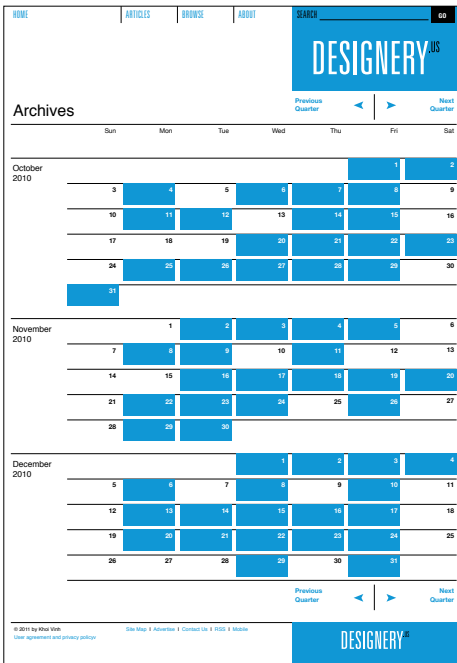 HOME ARTICLES BROWSE ABOUT SEARCH GO
DESIGNERY.US
Archives
Previous Quarter ◄ ► Next Quarter
Sun Mon Tue Wed Thu Fri Sat
October 2010
1 2
3 4 5 6 7 8 9
10 11 12 13 14 15 16
17 18 19 20 21 22 23
24 25 26 27 28 29 30
31
November 2010
1 2 3 4 5 6
7 8 9 10 11 12 13
14 15 16 17 18 19 20
21 22 23 24 25 26 27
28 29 30
December 2010
1 2 3 4
5 6 7 8 9 10 11
12 13 14 15 16 17 18
19 20 21 22 23 24 25
26 27 28 29 30 31
Previous Quarter ◄ ► Next Quarter
© 2011 by Khoi Vinh
User agreement and privacy policy>
Site Map | Advertise | Contact Us | RSS | Mobile
DESIGNERY.US